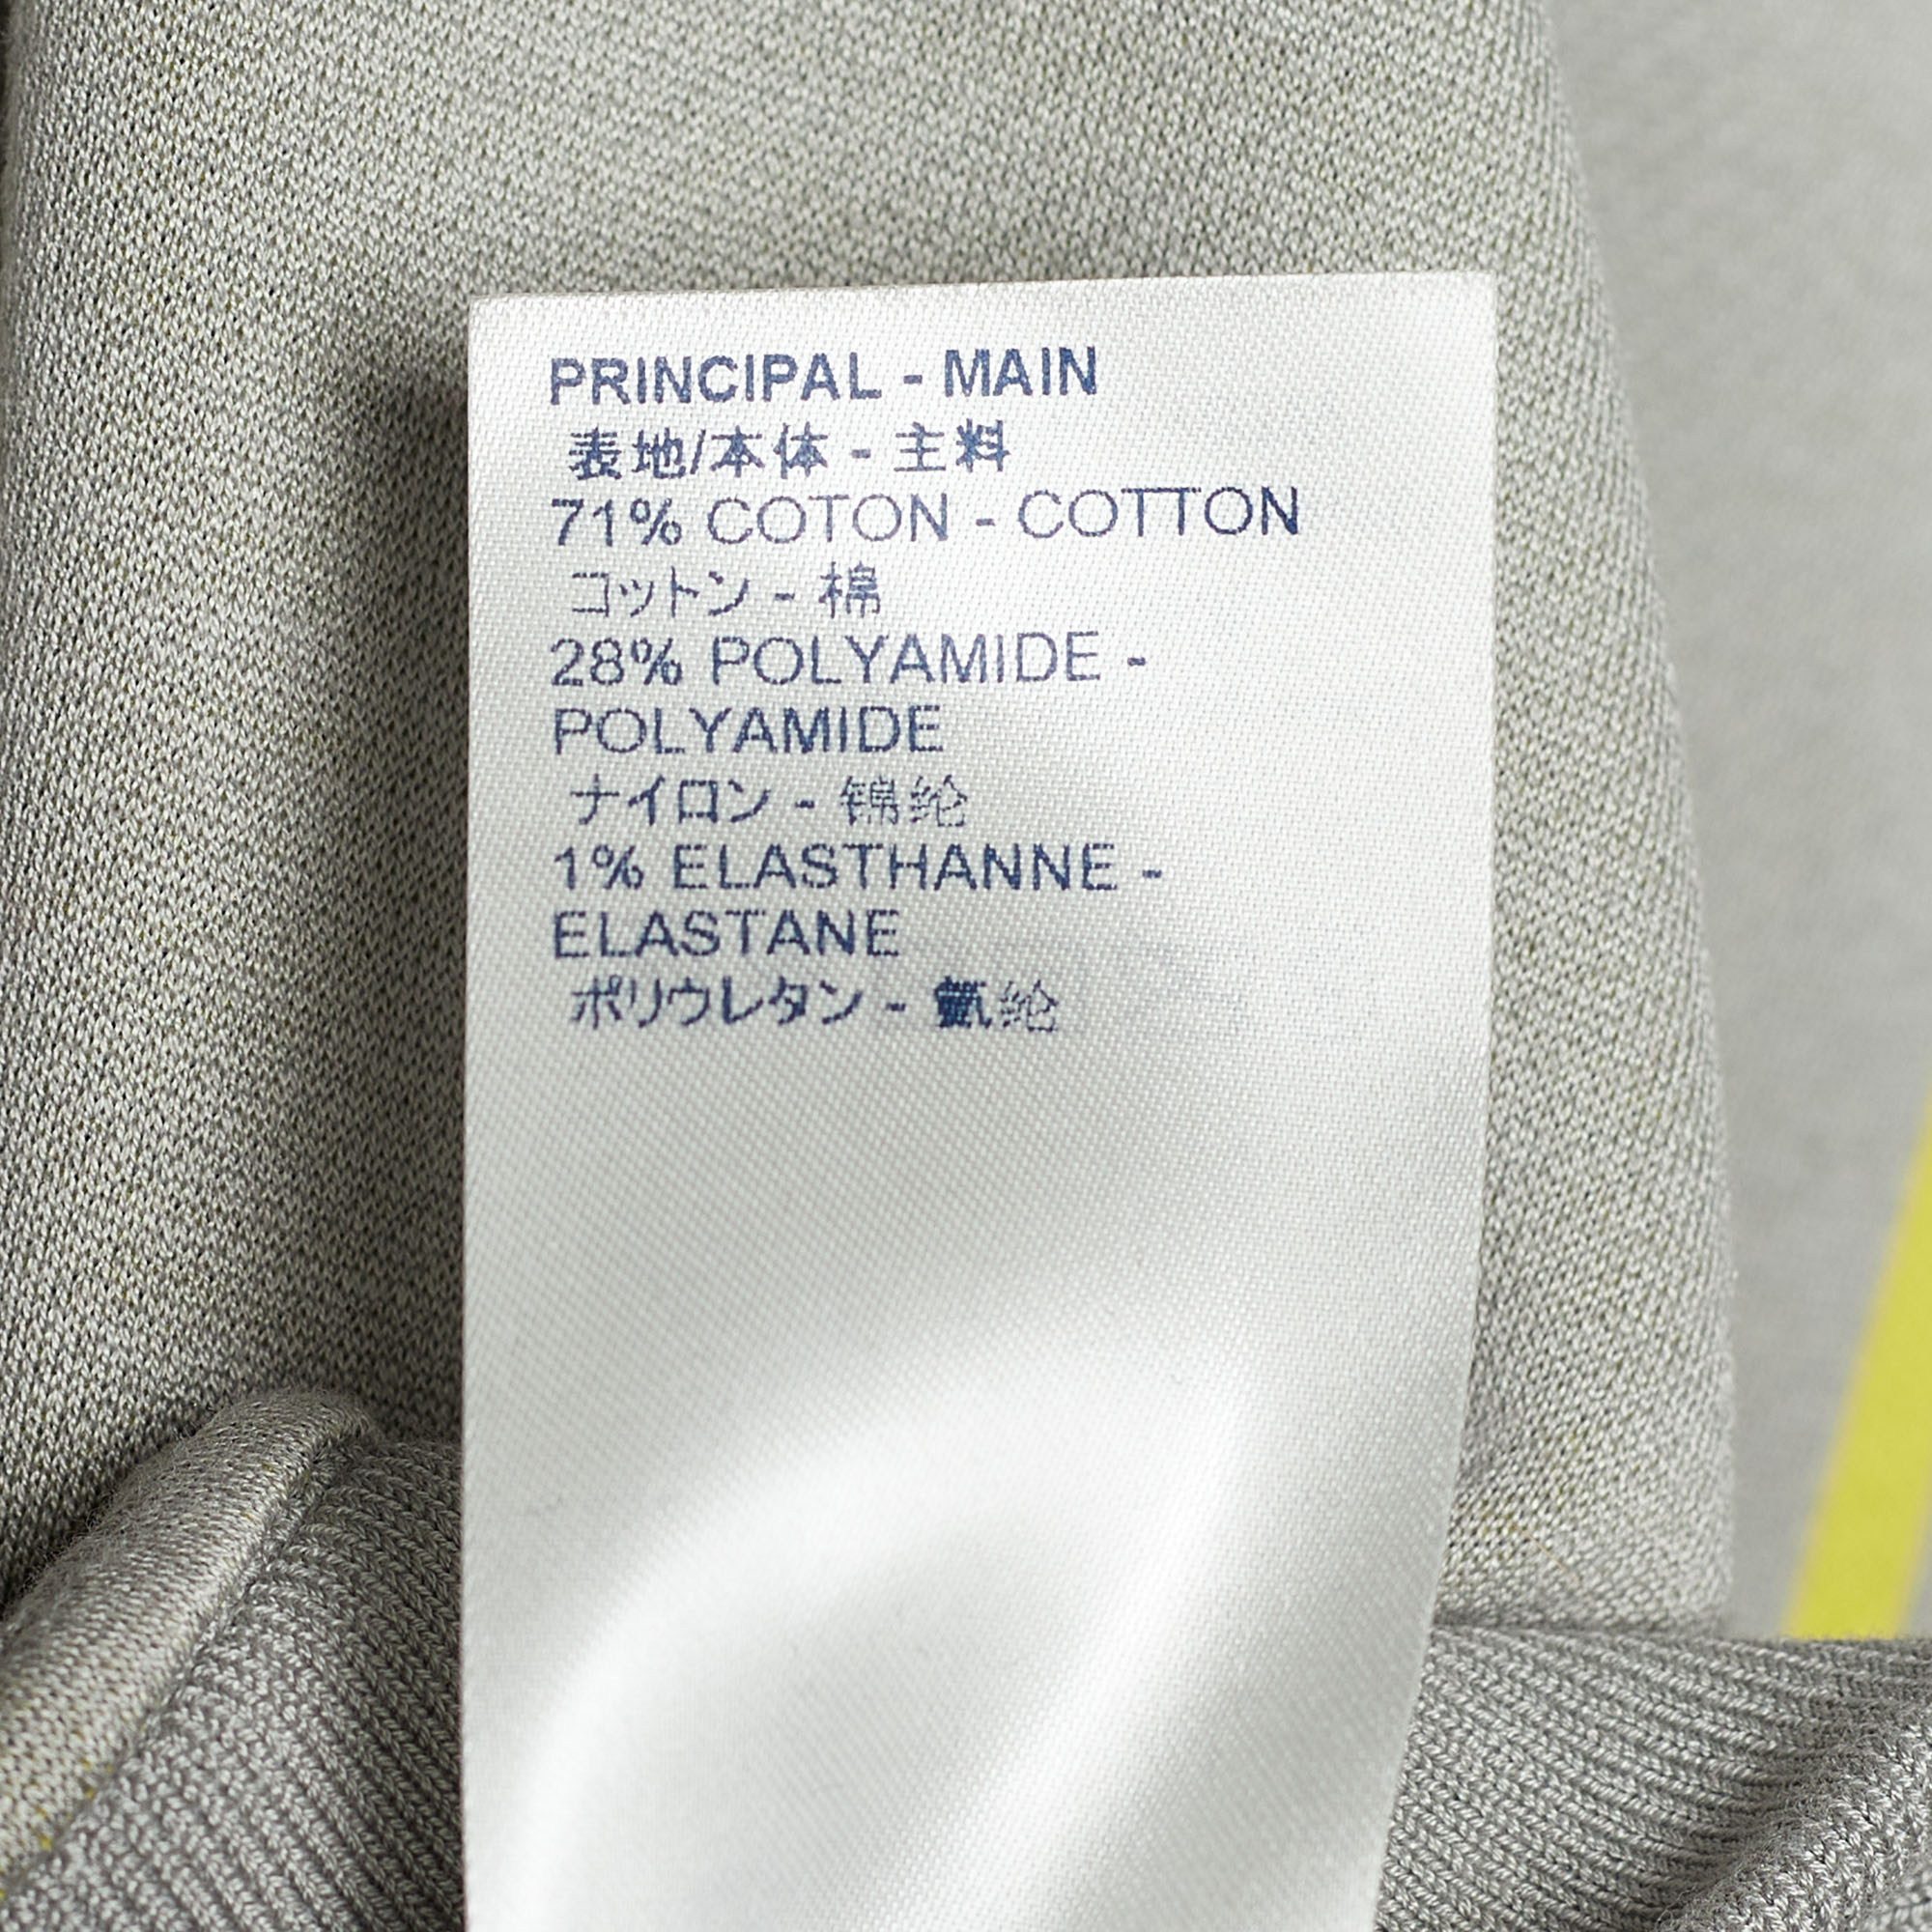 PRINCIPAL - MAIN
表地/本体 - 主料
71% COTON - COTTON
コットン - 棉
28% POLYAMIDE -
POLYAMIDE
ナイロン - 锦纶
1% ELASTHANNE -
ELASTANE
ポリウレタン - 氨纶